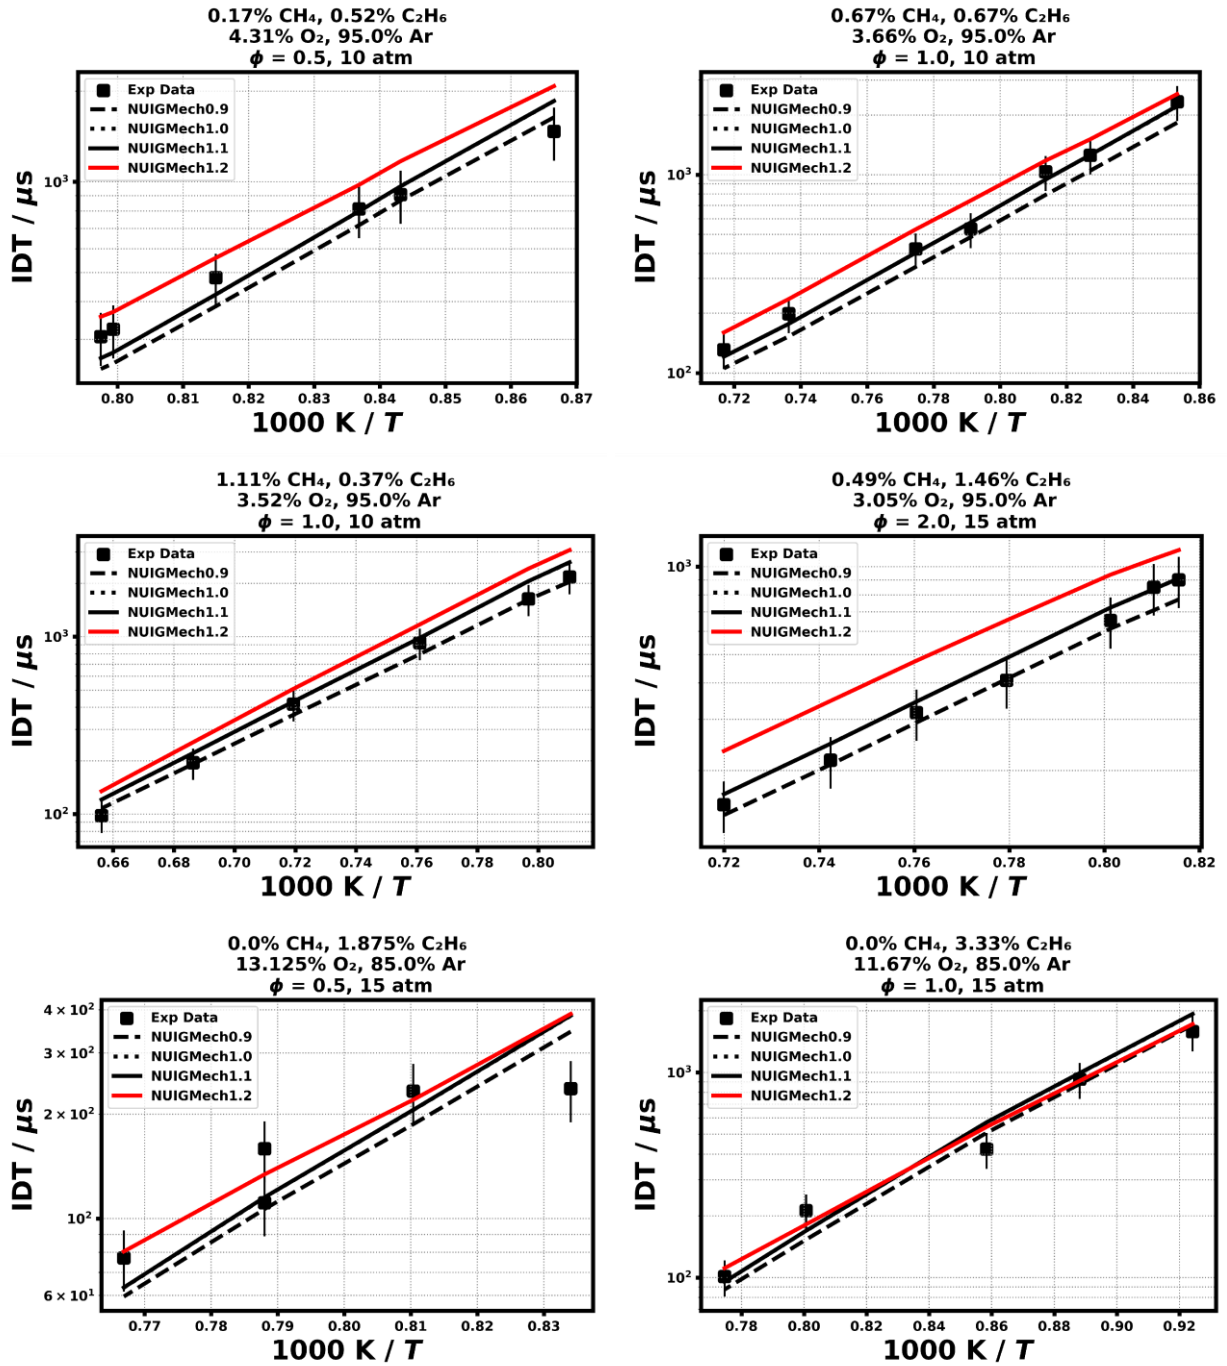 0.17% CH₄, 0.52% C₂H₆
4.31% O₂, 95.0% Ar
ϕ = 0.5, 10 atm
Exp Data
NUIGMech0.9
NUIGMech1.0
NUIGMech1.1
NUIGMech1.2
10³
IDT / μs
0.80 0.81 0.82 0.83 0.84 0.85 0.86 0.87
1000 K / T
0.67% CH₄, 0.67% C₂H₆
3.66% O₂, 95.0% Ar
ϕ = 1.0, 10 atm
Exp Data
NUIGMech0.9
NUIGMech1.0
NUIGMech1.1
NUIGMech1.2
10³
10²
IDT / μs
0.72 0.74 0.76 0.78 0.80 0.82 0.84 0.86
1000 K / T
1.11% CH₄, 0.37% C₂H₆
3.52% O₂, 95.0% Ar
ϕ = 1.0, 10 atm
Exp Data
NUIGMech0.9
NUIGMech1.0
NUIGMech1.1
NUIGMech1.2
10³
10²
IDT / μs
0.66 0.68 0.70 0.72 0.74 0.76 0.78 0.80
1000 K / T
0.49% CH₄, 1.46% C₂H₆
3.05% O₂, 95.0% Ar
ϕ = 2.0, 15 atm
Exp Data
NUIGMech0.9
NUIGMech1.0
NUIGMech1.1
NUIGMech1.2
10³
IDT / μs
0.72 0.74 0.76 0.78 0.80 0.82
1000 K / T
0.0% CH₄, 1.875% C₂H₆
13.125% O₂, 85.0% Ar
ϕ = 0.5, 15 atm
Exp Data
NUIGMech0.9
NUIGMech1.0
NUIGMech1.1
NUIGMech1.2
4 × 10²
3 × 10²
2 × 10²
10²
6 × 10¹
IDT / μs
0.77 0.78 0.79 0.80 0.81 0.82 0.83
1000 K / T
0.0% CH₄, 3.33% C₂H₆
11.67% O₂, 85.0% Ar
ϕ = 1.0, 15 atm
Exp Data
NUIGMech0.9
NUIGMech1.0
NUIGMech1.1
NUIGMech1.2
10³
10²
IDT / μs
0.78 0.80 0.82 0.84 0.86 0.88 0.90 0.92
1000 K / T